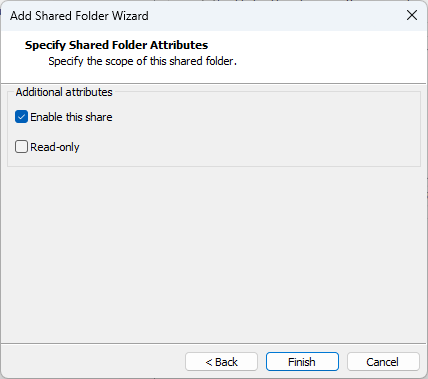 Add Shared Folder Wizard
Specify Shared Folder Attributes
Specify the scope of this shared folder.
Additional attributes
Enable this share
Read-only
< Back
Finish
Cancel